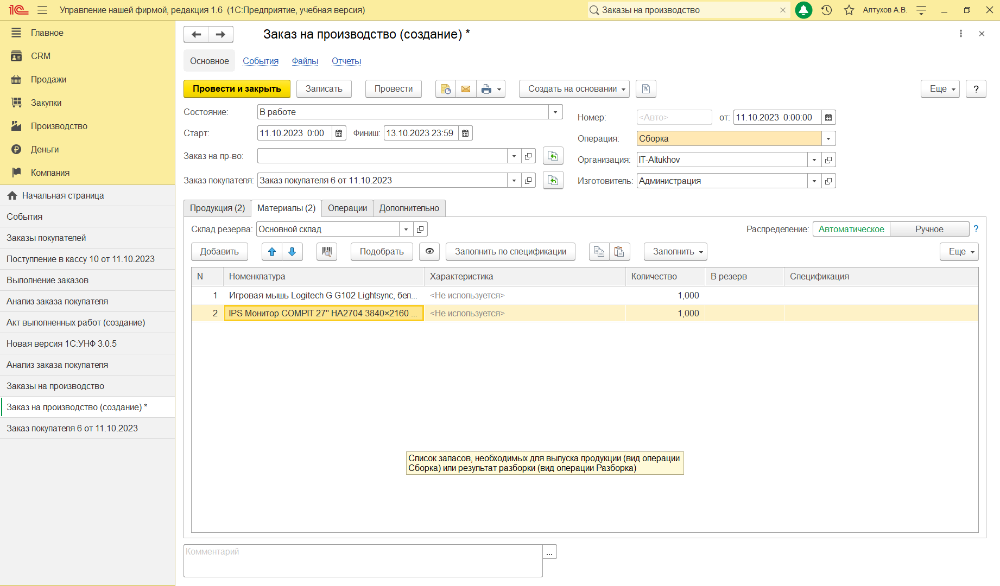 Управление нашей фирмой, редакция 1.6 (1С:Предприятие, учебная версия)
Заказы на производство
Алтухов А.В.
Главное
CRM
Продажи
Закупки
Производство
Деньги
Компания
Начальная страница
События
Заказы покупателей
Поступление в кассу 10 от 11.10.2023
Выполнение заказов
Анализ заказа покупателя
Акт выполненных работ (создание)
Новая версия 1С:УНФ 3.0.5
Анализ заказа покупателя
Заказы на производство
Заказ на производство (создание) *
Заказ покупателя 6 от 11.10.2023
Заказ на производство (создание) *
Основное События Файлы Отчеты
Провести и закрыть Записать Провести Создать на основании Еще ?
Состояние: В работе
Номер: <Авто> от: 11.10.2023 0:00:00
Старт: 11.10.2023 0:00 Финиш: 13.10.2023 23:59
Операция: Сборка
Заказ на пр-во:
Организация: IT-Altukhov
Заказ покупателя: Заказ покупателя 6 от 11.10.2023
Изготовитель: Администрация
Продукция (2) Материалы (2) Операции Дополнительно
Склад резерва: Основной склад Распределение: Автоматическое Ручное ?
Добавить Подобрать Заполнить по спецификации Заполнить Еще
N Номенклатура Характеристика Количество В резерв Спецификация
1 Игровая мышь Logitech G G102 Lightsync, бел... <Не используется> 1,000
2 IPS Монитор COMPIT 27" HA2704 3840×2160 ... <Не используется> 1,000
Список запасов, необходимых для выпуска продукции (вид операции
Сборка) или результат разборки (вид операции Разборка)
Комментарий
...